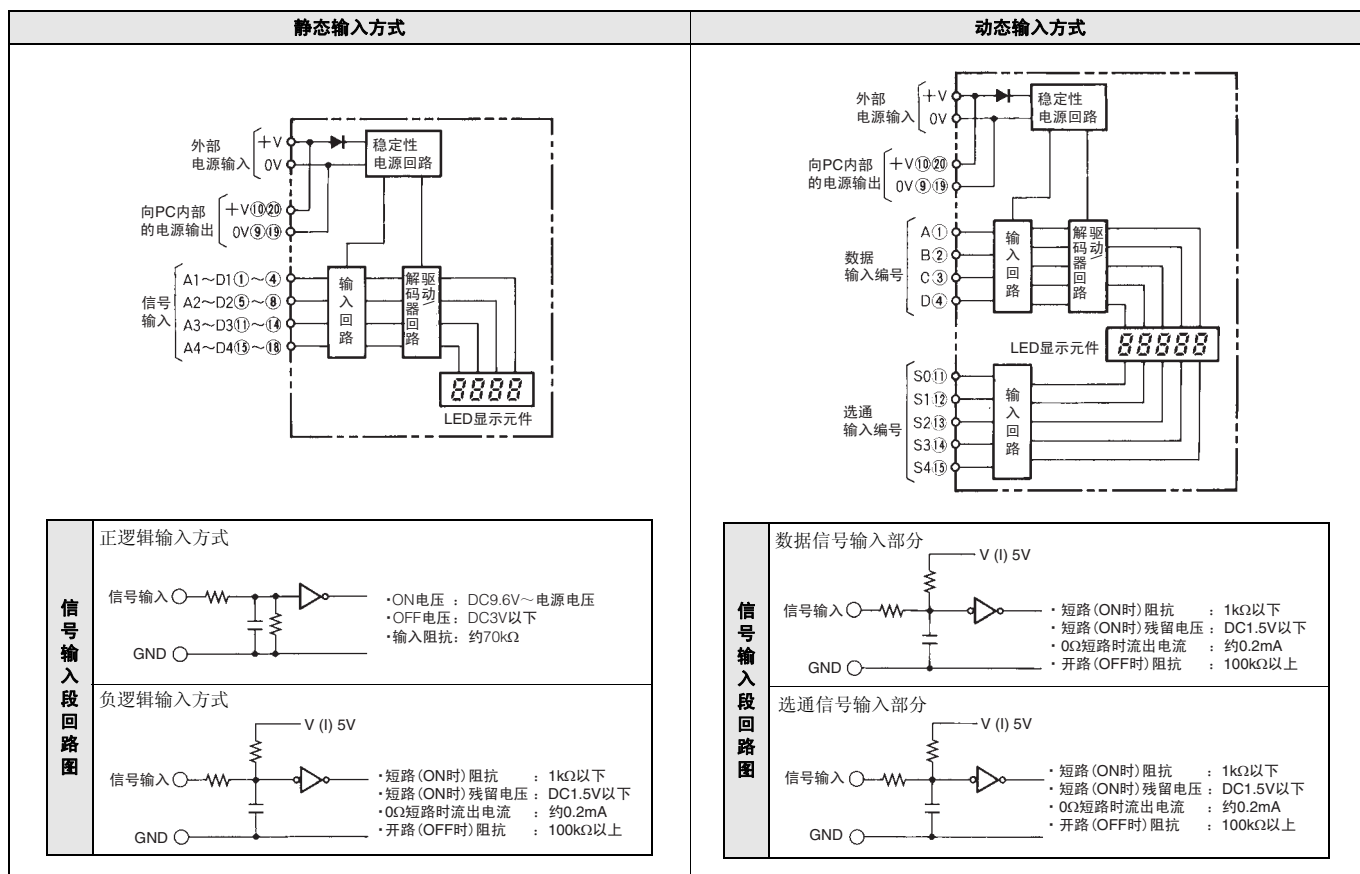 静态输入方式
外部
电源输入
+V
0V
稳定性
电源回路
向PC内部
的电源输出
+V⑩⑳
0V⑨⑲
信号
输入
A1～D1①～④
A2～D2⑤～⑧
A3～D3⑪～⑭
A4～D4⑮～⑱
输入回路
驱动/
解码器回路
8888
LED显示元件
信号输入段回路图
正逻辑输入方式
信号输入
GND
・ON电压：DC9.6V～电源电压
・OFF电压：DC3V以下
・输入阻抗：约70kΩ
负逻辑输入方式
V (I) 5V
信号输入
GND
・短路(ON时)阻抗：1kΩ以下
・短路(ON时)残留电压：DC1.5V以下
・0Ω短路时流出电流：约0.2mA
・开路(OFF时)阻抗：100kΩ以上
动态输入方式
外部
电源输入
+V
0V
稳定性
电源回路
向PC内部
的电源输出
+V⑩⑳
0V⑨⑲
数据
输入编号
A①
B②
C③
D④
输入回路
驱动/
解码器回路
LED显示元件
88888
选通
输入编号
S0⑪
S1⑫
S2⑬
S3⑭
S4⑮
输入回路
信号输入段回路图
数据信号输入部分
V (I) 5V
信号输入
GND
・短路(ON时)阻抗：1kΩ以下
・短路(ON时)残留电压：DC1.5V以下
・0Ω短路时流出电流：约0.2mA
・开路(OFF时)阻抗：100kΩ以上
选通信号输入部分
V (I) 5V
信号输入
GND
・短路(ON时)阻抗：1kΩ以下
・短路(ON时)残留电压：DC1.5V以下
・0Ω短路时流出电流：约0.2mA
・开路(OFF时)阻抗：100kΩ以上